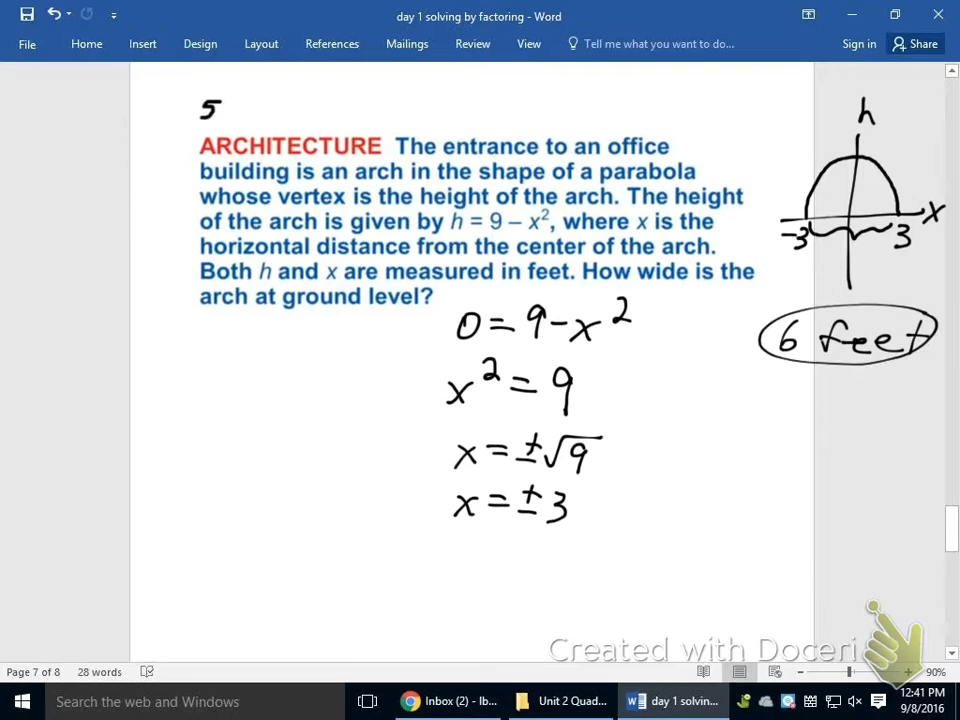 day 1 solving by factoring - Word
File Home Insert Design Layout References Mailings Review View Tell me what you want to do... Sign in Share
5
ARCHITECTURE The entrance to an office
building is an arch in the shape of a parabola
whose vertex is the height of the arch. The height
of the arch is given by h = 9 – x², where x is the
horizontal distance from the center of the arch.
Both h and x are measured in feet. How wide is the
arch at ground level?
h
x
-3 3
0 = 9 - x²
6 feet
x² = 9
x = ±√9
x = ±3
Created with Doceri
Page 7 of 8 28 words 90%
Search the web and Windows Inbox (2) - Ib... Unit 2 Quad... day 1 solving... 12:41 PM
9/8/2016